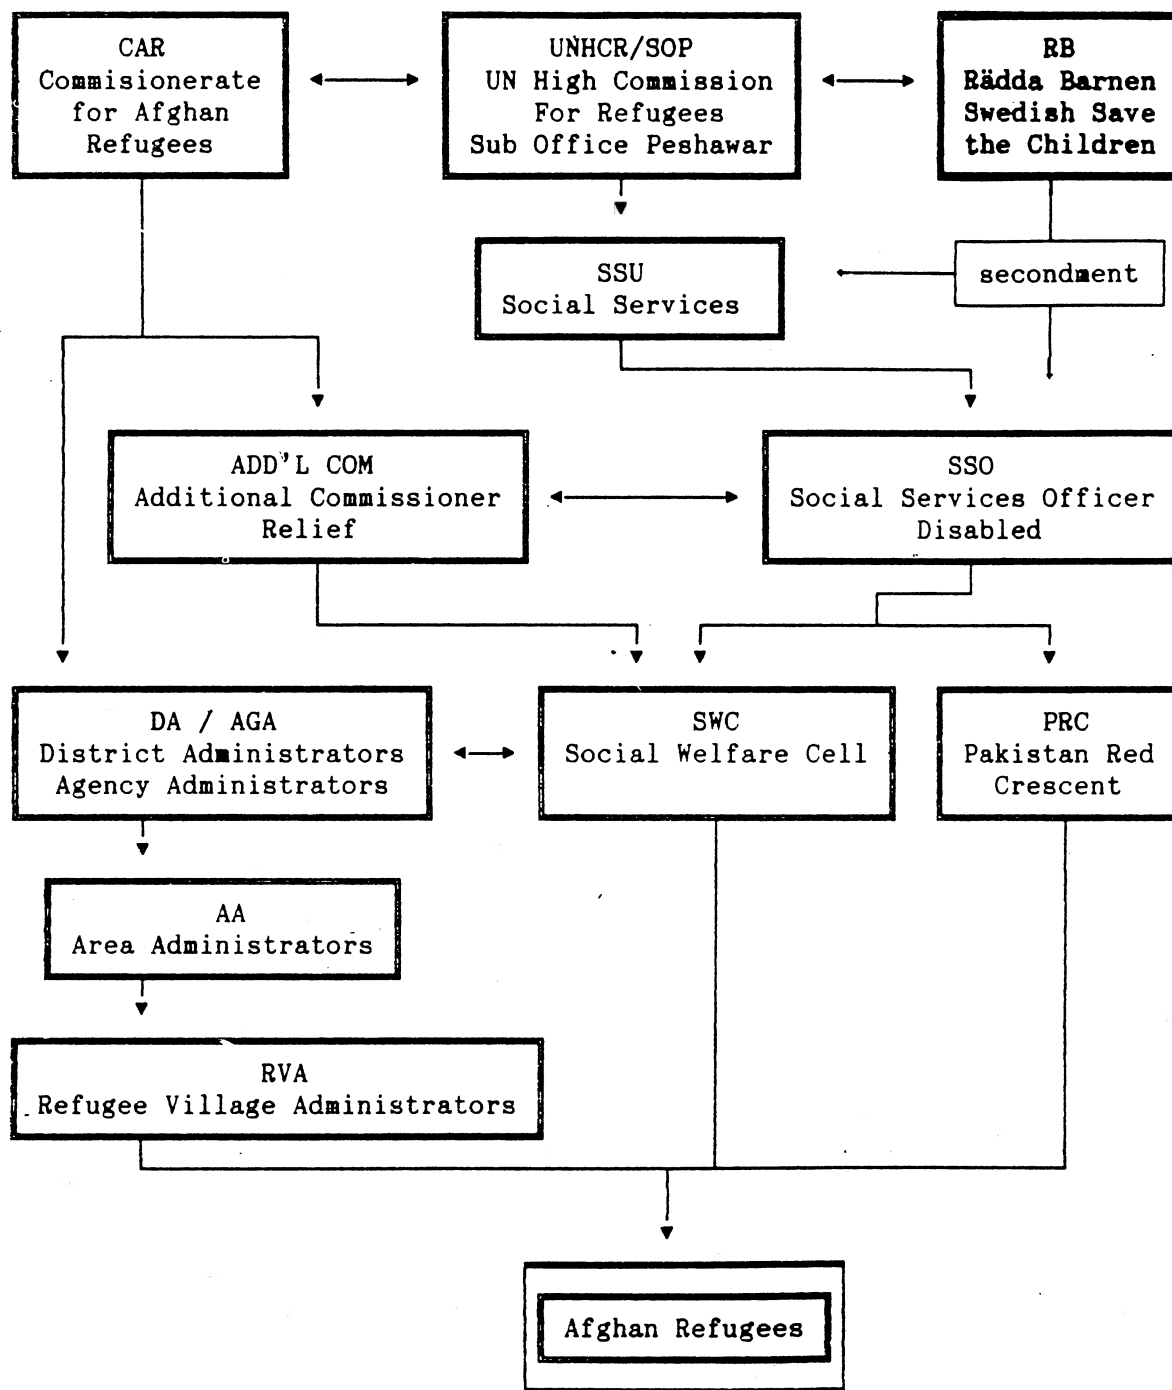 CAR
Commisionerate
for Afghan
Refugees
UNHCR/SOP
UN High Commission
For Refugees
Sub Office Peshawar
RB
Rädda Barnen
Swedish Save
the Children
SSU
Social Services
secondment
ADD'L COM
Additional Commissioner
Relief
SSO
Social Services Officer
Disabled
DA / AGA
District Administrators
Agency Administrators
SWC
Social Welfare Cell
PRC
Pakistan Red
Crescent
AA
Area Administrators
RVA
Refugee Village Administrators
Afghan Refugees